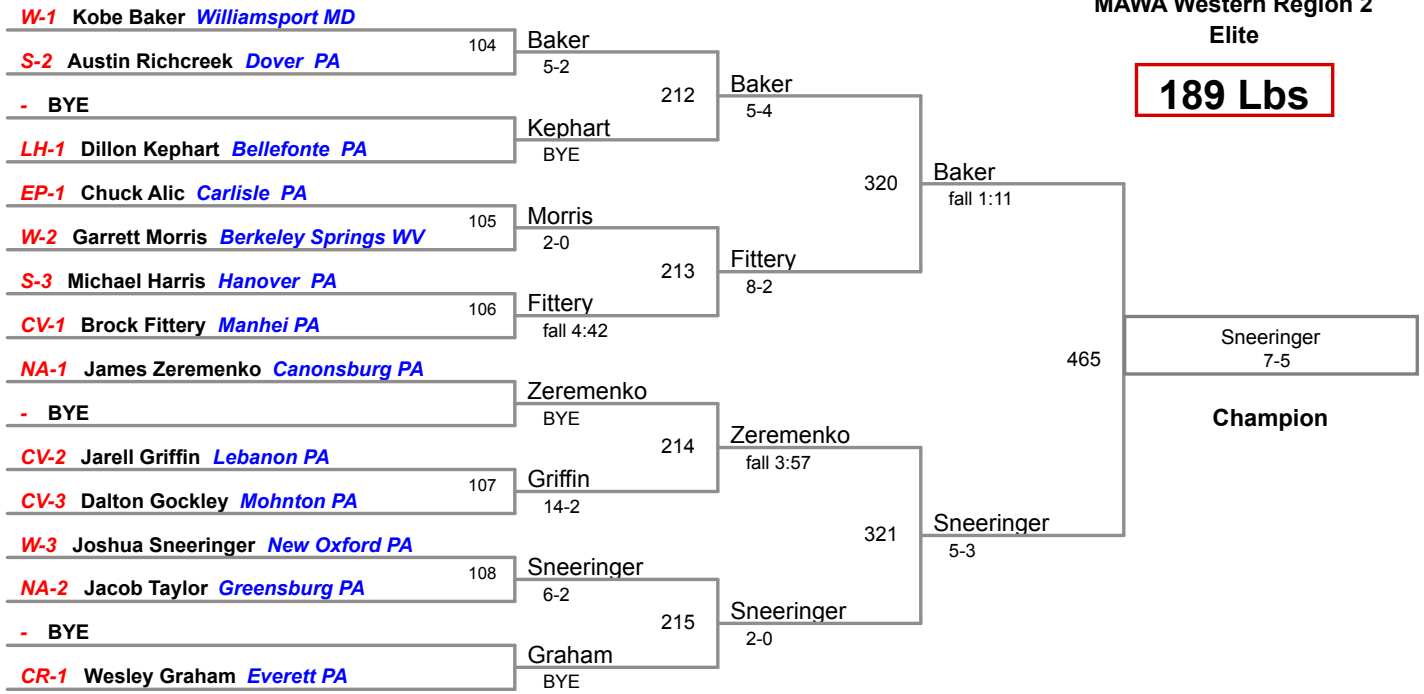 MAWA Western Region 2
Elite
189 Lbs
W-1 Kobe Baker Williamsport MD
S-2 Austin Richcreek Dover PA
- BYE
LH-1 Dillon Kephart Bellefonte PA
EP-1 Chuck Alic Carlisle PA
W-2 Garrett Morris Berkeley Springs WV
S-3 Michael Harris Hanover PA
CV-1 Brock Fittery Manhei PA
NA-1 James Zeremenko Canonsburg PA
- BYE
CV-2 Jarell Griffin Lebanon PA
CV-3 Dalton Gockley Mohnton PA
W-3 Joshua Sneeringer New Oxford PA
NA-2 Jacob Taylor Greensburg PA
- BYE
CR-1 Wesley Graham Everett PA
104
105
106
107
108
Baker
5-2
Kephart
BYE
Morris
2-0
Fittery
fall 4:42
Zeremenko
BYE
Griffin
14-2
Sneeringer
6-2
Graham
BYE
212
213
214
215
Baker
5-4
Fittery
8-2
Zeremenko
fall 3:57
Sneeringer
2-0
320
321
Baker
fall 1:11
Sneeringer
5-3
465
Sneeringer
7-5
Champion